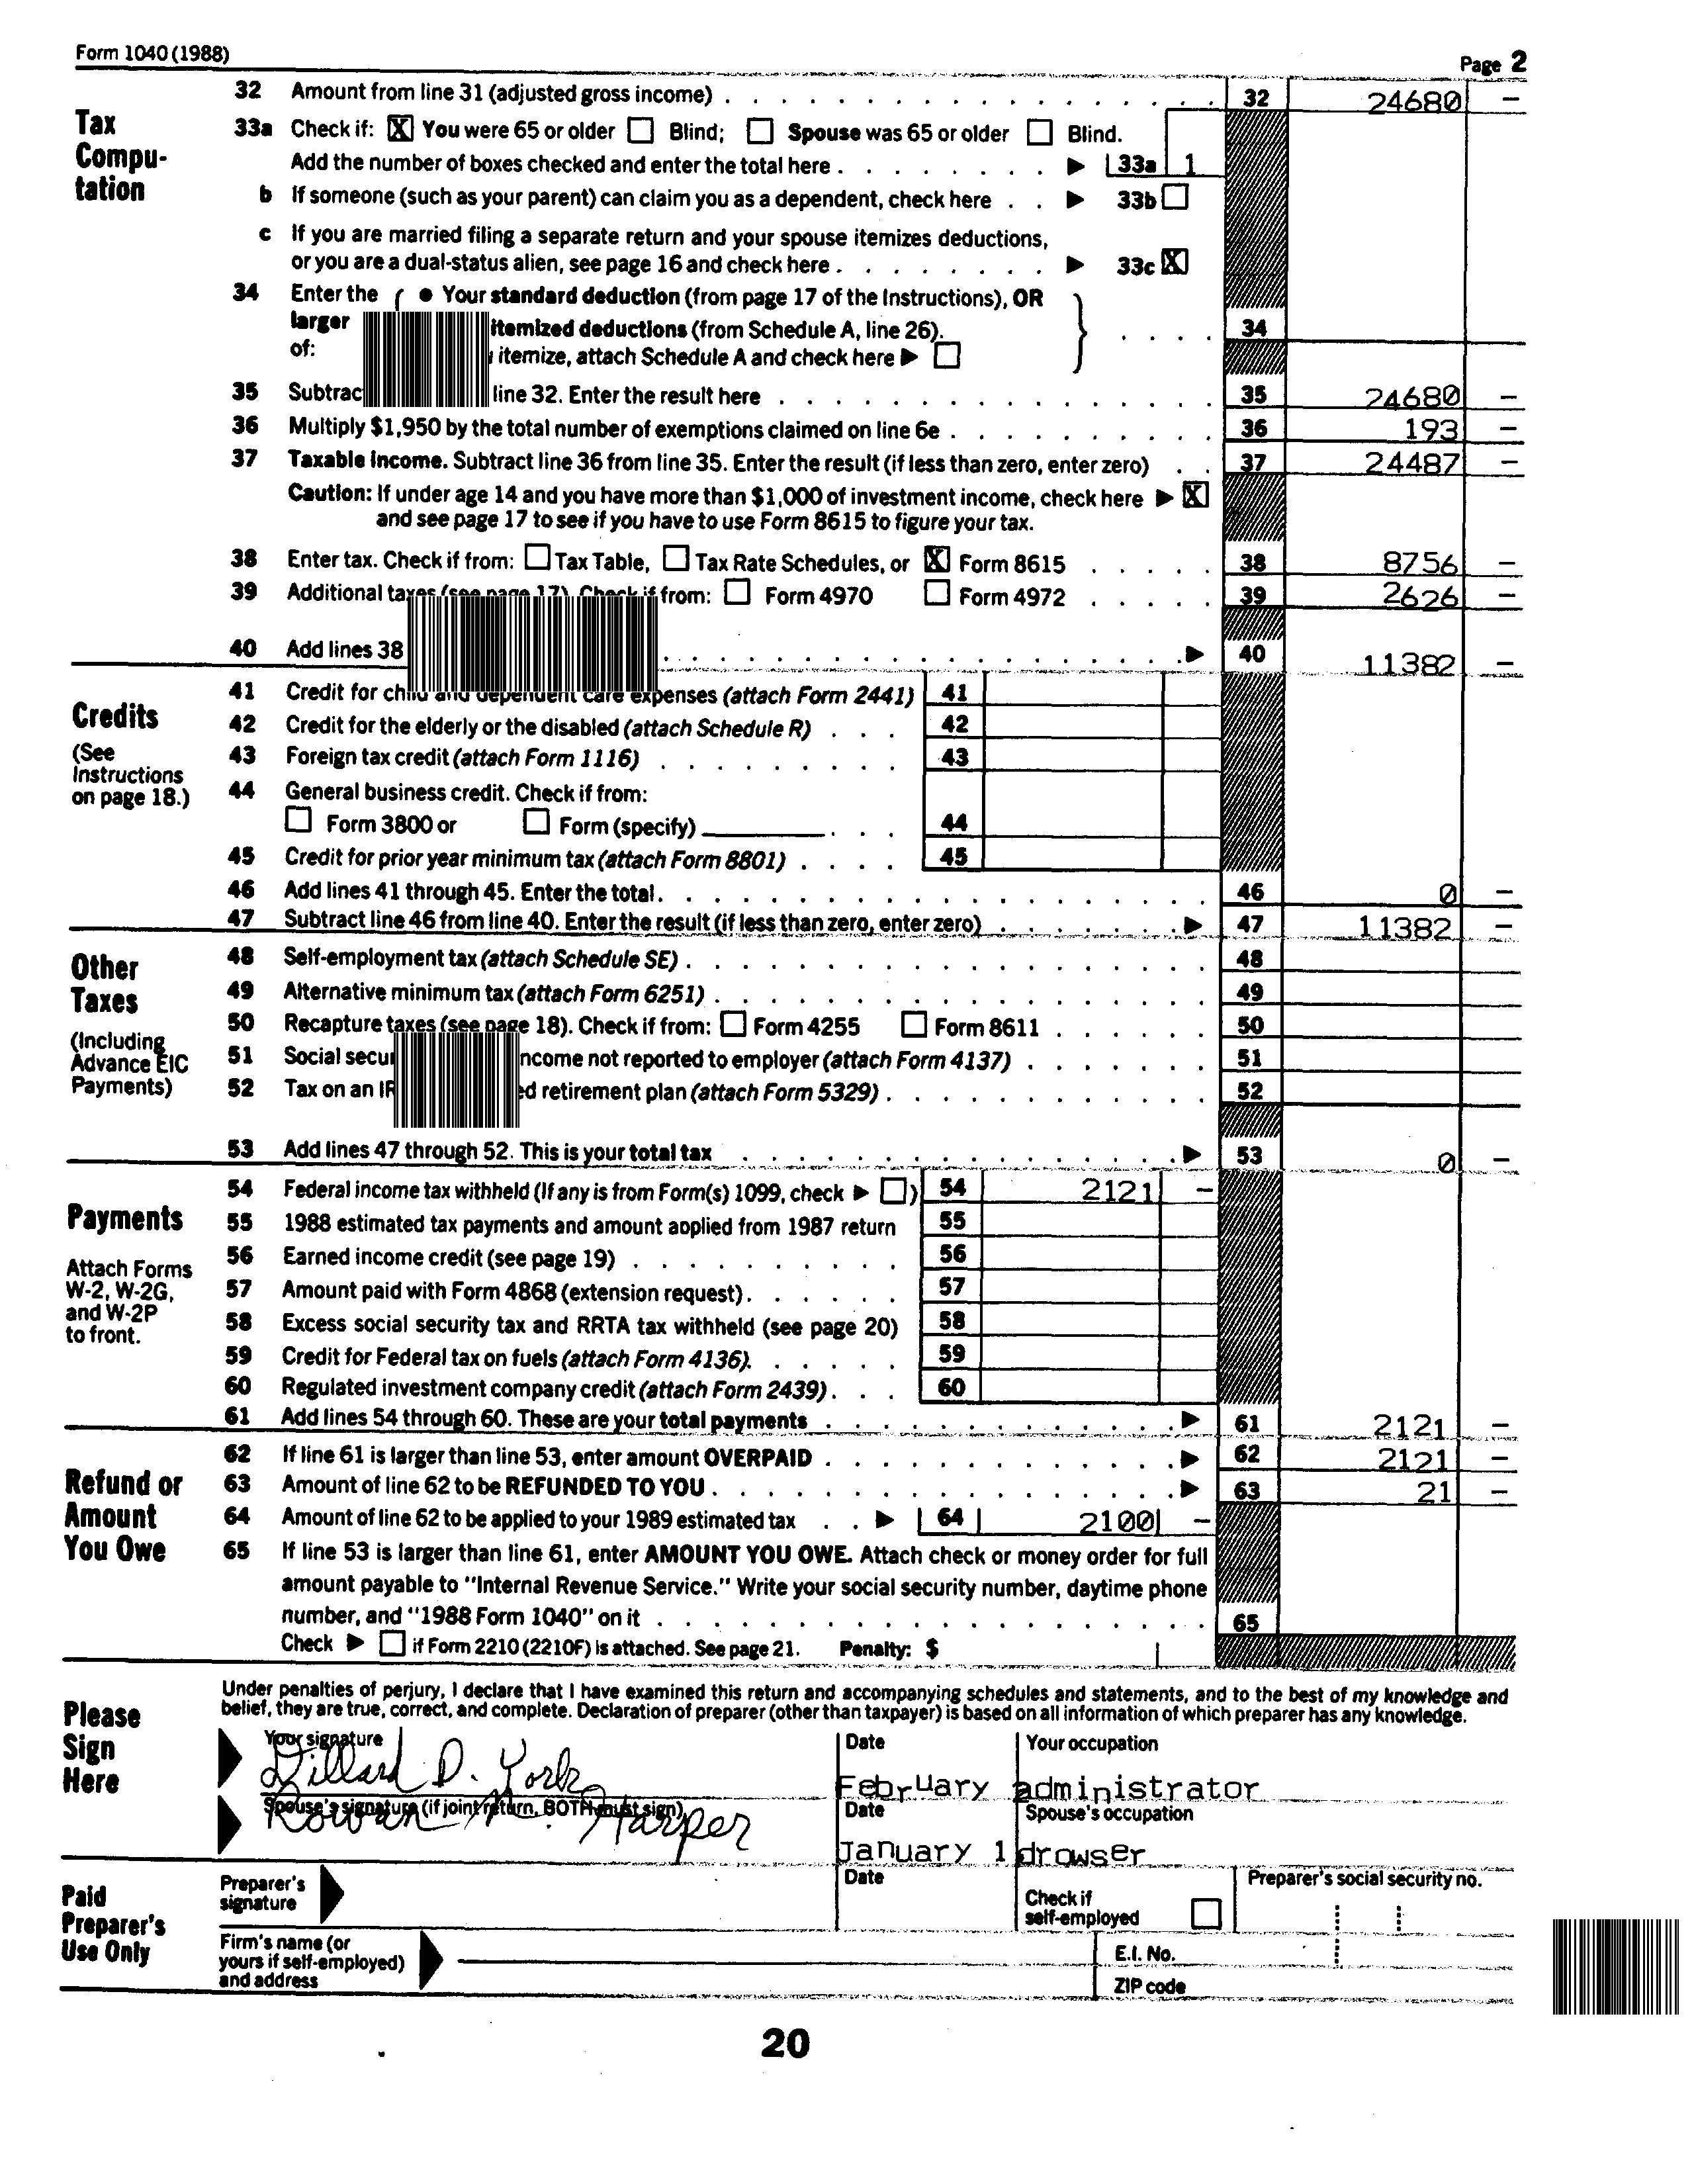 Form 1040 (1988)
Page 2
Tax Compu-tation
32 Amount from line 31 (adjusted gross income) 32 24680 –
33a Check if: X You were 65 or older Blind; Spouse was 65 or older Blind.
Add the number of boxes checked and enter the total here 33a 1
b If someone (such as your parent) can claim you as a dependent, check here 33b
c If you are married filing a separate return and your spouse itemizes deductions,
or you are a dual-status alien, see page 16 and check here 33c X
34 Enter the larger of: ● Your standard deduction (from page 17 of the Instructions), OR
itemized deductions (from Schedule A, line 26). 34
itemize, attach Schedule A and check here
35 line 32. Enter the result here 35 24680 –
36 Multiply $1,950 by the total number of exemptions claimed on line 6e 36 193 –
37 Taxable income. Subtract line 36 from line 35. Enter the result (if less than zero, enter zero) 37 24487 –
Caution: If under age 14 and you have more than $1,000 of investment income, check here X
and see page 17 to see if you have to use Form 8615 to figure your tax.
38 Enter tax. Check if from: Tax Table, Tax Rate Schedules, or X Form 8615 38 8756 –
39 Additional taxes (see page 17). Check if from: Form 4970 Form 4972 39 2626 –
40 Add lines 38 40 11382 –
Credits
(See Instructions on page 18.)
41 Credit for child and dependent care expenses (attach Form 2441) 41
42 Credit for the elderly or the disabled (attach Schedule R) 42
43 Foreign tax credit (attach Form 1116) 43
44 General business credit. Check if from:
Form 3800 or Form (specify) 44
45 Credit for prior year minimum tax (attach Form 8801) 45
46 Add lines 41 through 45. Enter the total 46 0 –
47 Subtract line 46 from line 40. Enter the result (if less than zero, enter zero) 47 11382 –
Other Taxes
(Including Advance EIC Payments)
48 Self-employment tax (attach Schedule SE) 48
49 Alternative minimum tax (attach Form 6251) 49
50 Recapture taxes (see page 18). Check if from: Form 4255 Form 8611 50
51 Social income not reported to employer (attach Form 4137) 51
52 Tax on an retirement plan (attach Form 5329) 52
53 Add lines 47 through 52. This is your total tax 53 0 –
Payments
Attach Forms W-2, W-2G, and W-2P to front.
54 Federal income tax withheld (If any is from Form(s) 1099, check ) 54 2121 –
55 1988 estimated tax payments and amount applied from 1987 return 55
56 Earned income credit (see page 19) 56
57 Amount paid with Form 4868 (extension request) 57
58 Excess social security tax and RRTA tax withheld (see page 20) 58
59 Credit for Federal tax on fuels (attach Form 4136) 59
60 Regulated investment company credit (attach Form 2439) 60
61 Add lines 54 through 60. These are your total payments 61 2121 –
Refund or Amount You Owe
62 If line 61 is larger than line 53, enter amount OVERPAID 62 2121 –
63 Amount of line 62 to be REFUNDED TO YOU 63 21 –
64 Amount of line 62 to be applied to your 1989 estimated tax 64 2100 –
65 If line 53 is larger than line 61, enter AMOUNT YOU OWE. Attach check or money order for full
amount payable to "Internal Revenue Service." Write your social security number, daytime phone
number, and "1988 Form 1040" on it 65
Check if Form 2210 (2210F) is attached. See page 21. Penalty: $
Please Sign Here
Under penalties of perjury, I declare that I have examined this return and accompanying schedules and statements, and to the best of my knowledge and
belief, they are true, correct, and complete. Declaration of preparer (other than taxpayer) is based on all information of which preparer has any knowledge.
Your signature Date Your occupation
Dillard D. York February administrator
Spouse's signature (if joint return, BOTH must sign) Date Spouse's occupation
Rowan M. Harper January 1 drowser
Paid Preparer's Use Only
Preparer's signature Date Check if self-employed Preparer's social security no.
Firm's name (or yours if self-employed) and address E.I. No.
ZIP code
20